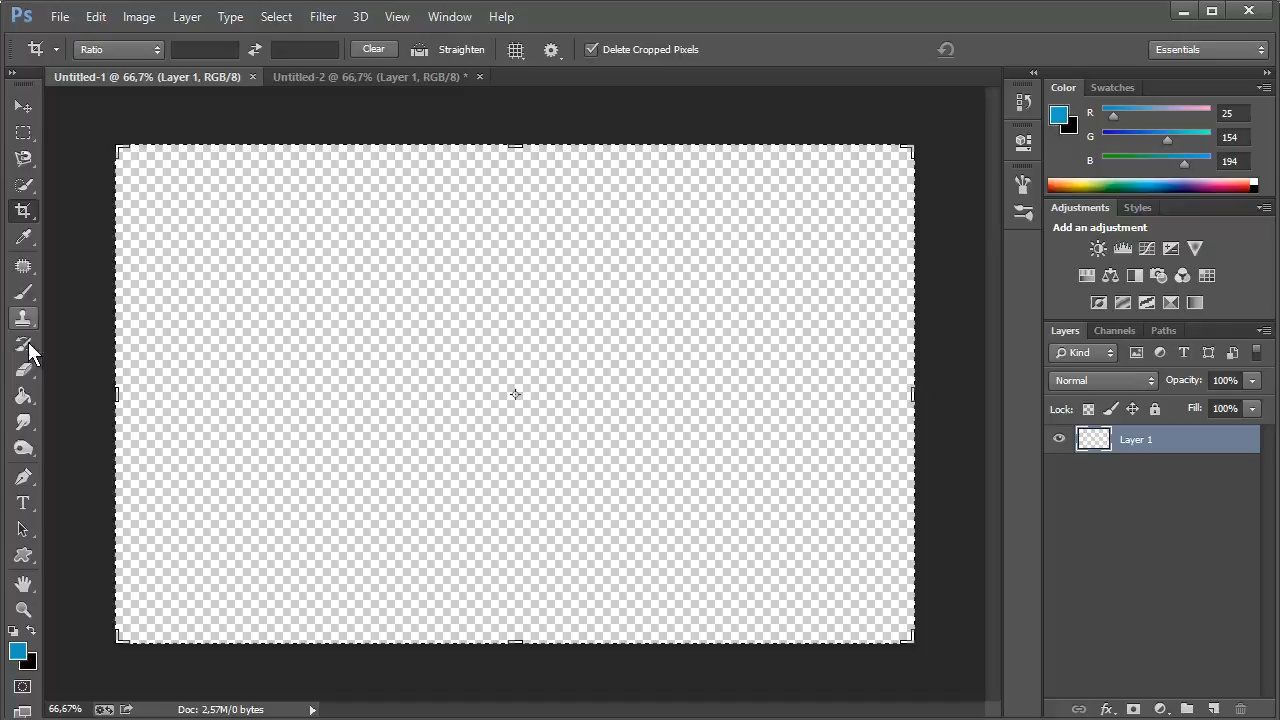 Ps File Edit Image Layer Type Select Filter 3D View Window Help
Ratio Clear Straighten Delete Cropped Pixels Essentials
Untitled-1 @ 66,7% (Layer 1, RGB/8) × Untitled-2 @ 66,7% (Layer 1, RGB/8) * ×
Color Swatches
R 25
G 154
B 194
Adjustments Styles
Add an adjustment
Layers Channels Paths
Kind
Normal Opacity: 100%
Lock: Fill: 100%
Layer 1
T
66,67% Doc: 2,57M/0 bytes
fx